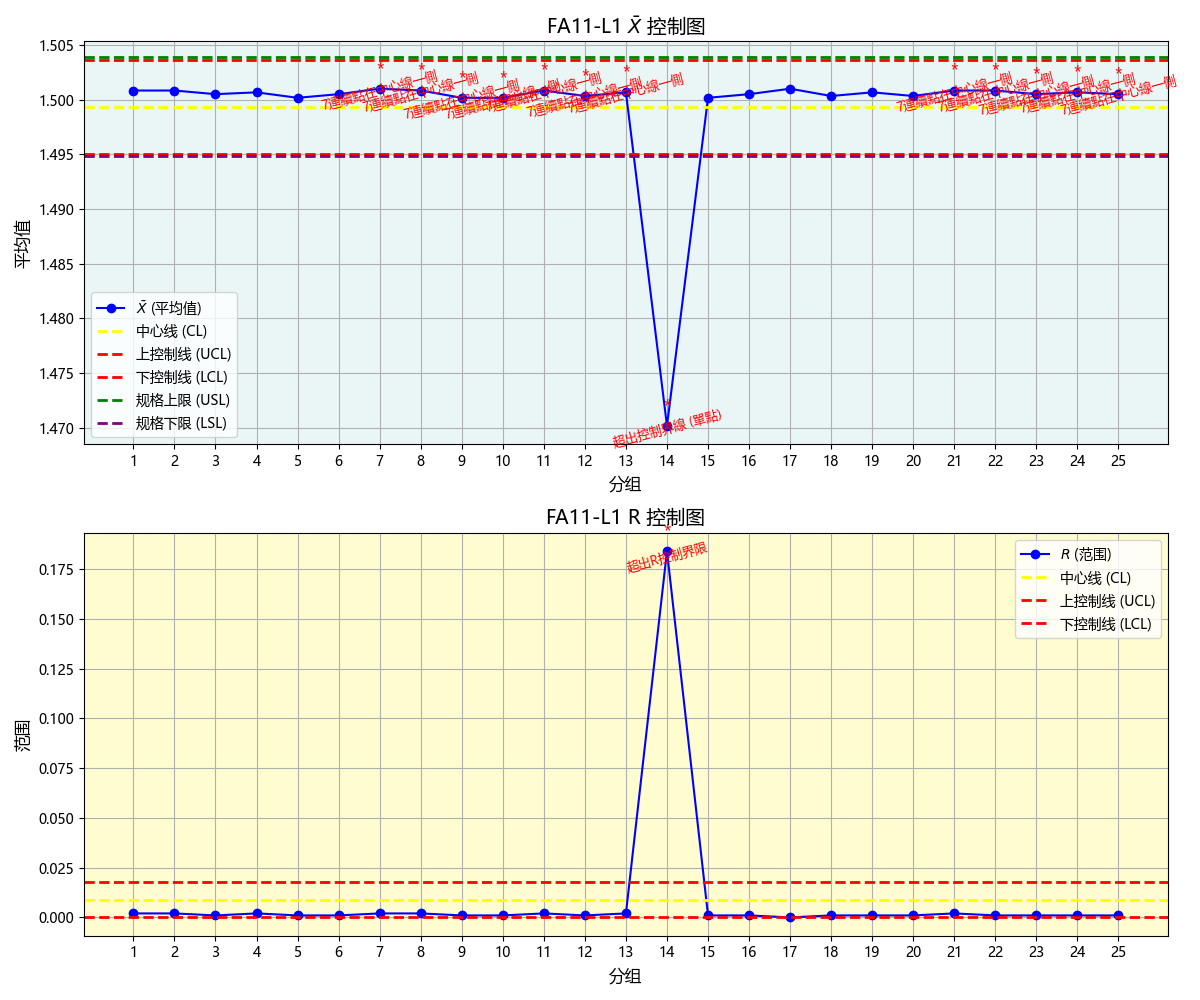 FA11-L1 X̄ 控制图
1.505
1.500
1.495
1.490
1.485
1.480
1.475
1.470
平均值
*
*
*
*
*
*
*
*
*
*
*
*
*
超出控制界線 (單點)
X̄ (平均值)
中心线 (CL)
上控制线 (UCL)
下控制线 (LCL)
规格上限 (USL)
规格下限 (LSL)
1 2 3 4 5 6 7 8 9 10 11 12 13 14 15 16 17 18 19 20 21 22 23 24 25
分组
FA11-L1 R 控制图
*
超出R控制界限
0.175
0.150
0.125
0.100
0.075
0.050
0.025
0.000
范围
R (范围)
中心线 (CL)
上控制线 (UCL)
下控制线 (LCL)
1 2 3 4 5 6 7 8 9 10 11 12 13 14 15 16 17 18 19 20 21 22 23 24 25
分组